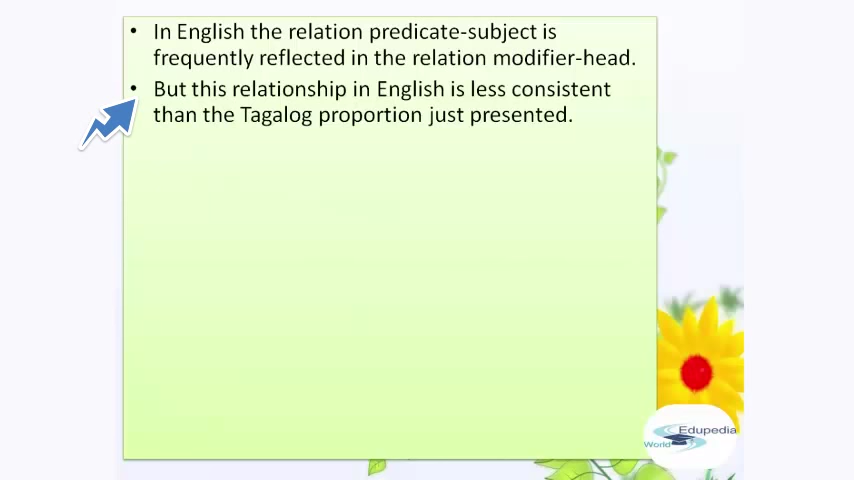 • In English the relation predicate-subject is
frequently reflected in the relation modifier-head.
• But this relationship in English is less consistent
than the Tagalog proportion just presented.
Edupedia
World